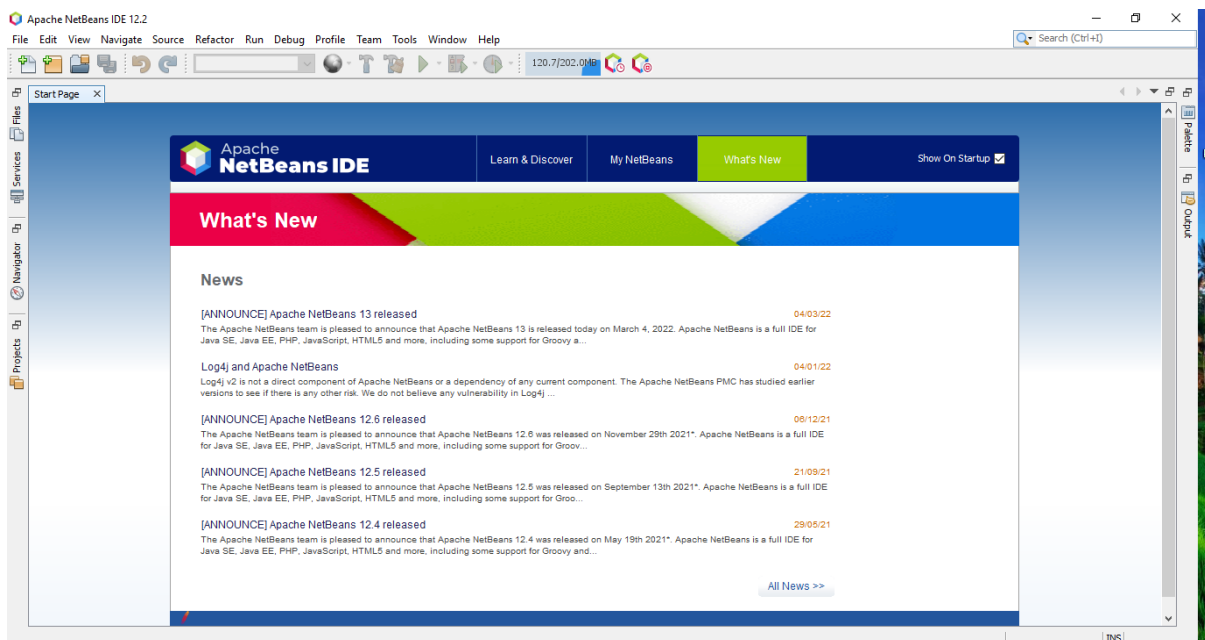 Apache NetBeans IDE 12.2
File Edit View Navigate Source Refactor Run Debug Profile Team Tools Window Help
Search (Ctrl+I)
120.7/202.0MB
Start Page
Files
Services
Navigator
Projects
Palette
Output
Apache
NetBeans IDE
Learn & Discover
My NetBeans
What's New
Show On Startup
What's New
News
[ANNOUNCE] Apache NetBeans 13 released 04/03/22
The Apache NetBeans team is pleased to announce that Apache NetBeans 13 is released today on March 4, 2022. Apache NetBeans is a full IDE for
Java SE, Java EE, PHP, JavaScript, HTML5 and more, including some support for Groovy a...
Log4j and Apache NetBeans 04/01/22
Log4j v2 is not a direct component of Apache NetBeans or a dependency of any current component. The Apache NetBeans PMC has studied earlier
versions to see if there is any other risk. We do not believe any vulnerability in Log4j ...
[ANNOUNCE] Apache NetBeans 12.6 released 06/12/21
The Apache NetBeans team is pleased to announce that Apache NetBeans 12.6 was released on November 29th 2021*. Apache NetBeans is a full IDE
for Java SE, Java EE, PHP, JavaScript, HTML5 and more, including some support for Groov...
[ANNOUNCE] Apache NetBeans 12.5 released 21/09/21
The Apache NetBeans team is pleased to announce that Apache NetBeans 12.5 was released on September 13th 2021*. Apache NetBeans is a full IDE
for Java SE, Java EE, PHP, JavaScript, HTML5 and more, including some support for Groo...
[ANNOUNCE] Apache NetBeans 12.4 released 29/05/21
The Apache NetBeans team is pleased to announce that Apache NetBeans 12.4 was released on May 19th 2021*. Apache NetBeans is a full IDE for
Java SE, Java EE, PHP, JavaScript, HTML5 and more, including some support for Groovy and...
All News >>
INS